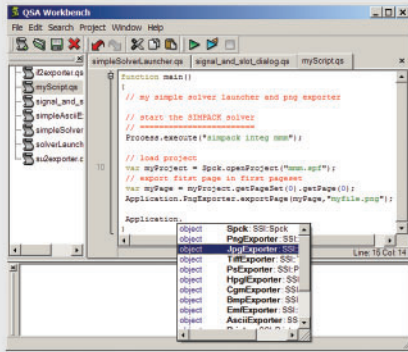 QSA Workbench
File Edit Search Project Window Help
simpleSolverLauncher.qs signal_and_slot_dialog.qs myScript.qs
if2exporter.qs
myScript.qs
signal_and_s
simpleAsciiE
simpleSolver
solverLaunch
su2exporter.q
function main()
{
// my simple solver launcher and png exporter
// start the SIMPACK solver
// ========================
Process.execute("simpack integ mmm");
// load project
10
var myProject = Spck.openProject("mmm.spf");
// export fitst page in first pageset
var myPage = myProject.getPageSet(0).getPage(0);
Application.PngExporter.exportPage(myPage,"myfile.png");
Application.
}
object Spck: SSI::Spck
object PngExporter: SSI:
object JpgExporter: SSI:
object TiffExporter: SSI:
object PsExporter: SSI::P
object HpglExporter: SSI
object CgmExporter: SSI
object BmpExporter: SSI
object EmfExporter: SSI:
object AsciiExporter: SS
Line: 15 Col: 14